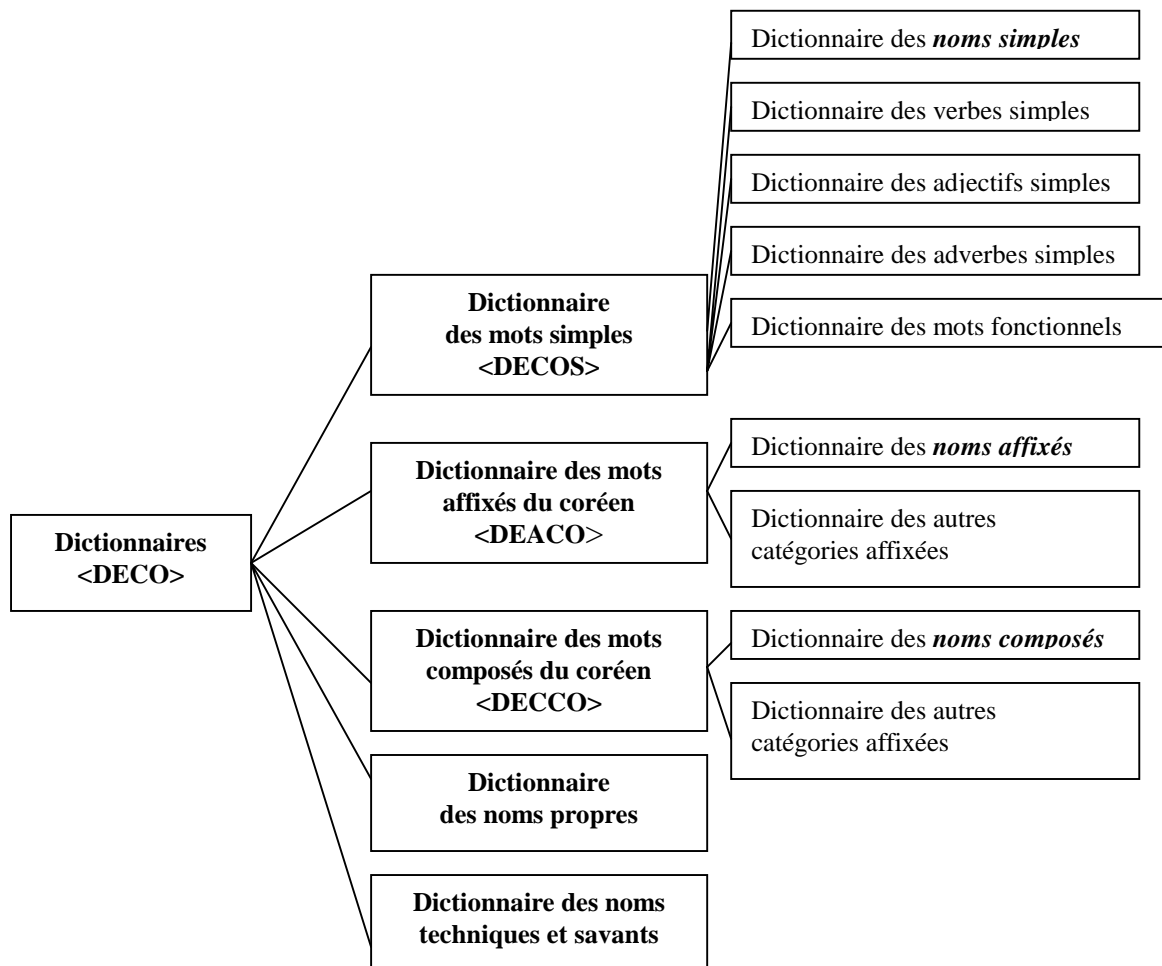 Dictionnaires
<DECO>
Dictionnaire
des mots simples
<DECOS>
Dictionnaire des noms simples
Dictionnaire des verbes simples
Dictionnaire des adjectifs simples
Dictionnaire des adverbes simples
Dictionnaire des mots fonctionnels
Dictionnaire des mots
affixés du coréen
<DEACO>
Dictionnaire des noms affixés
Dictionnaire des autres
catégories affixées
Dictionnaire des mots
composés du coréen
<DECCO>
Dictionnaire des noms composés
Dictionnaire des autres
catégories affixées
Dictionnaire
des noms propres
Dictionnaire des noms
techniques et savants